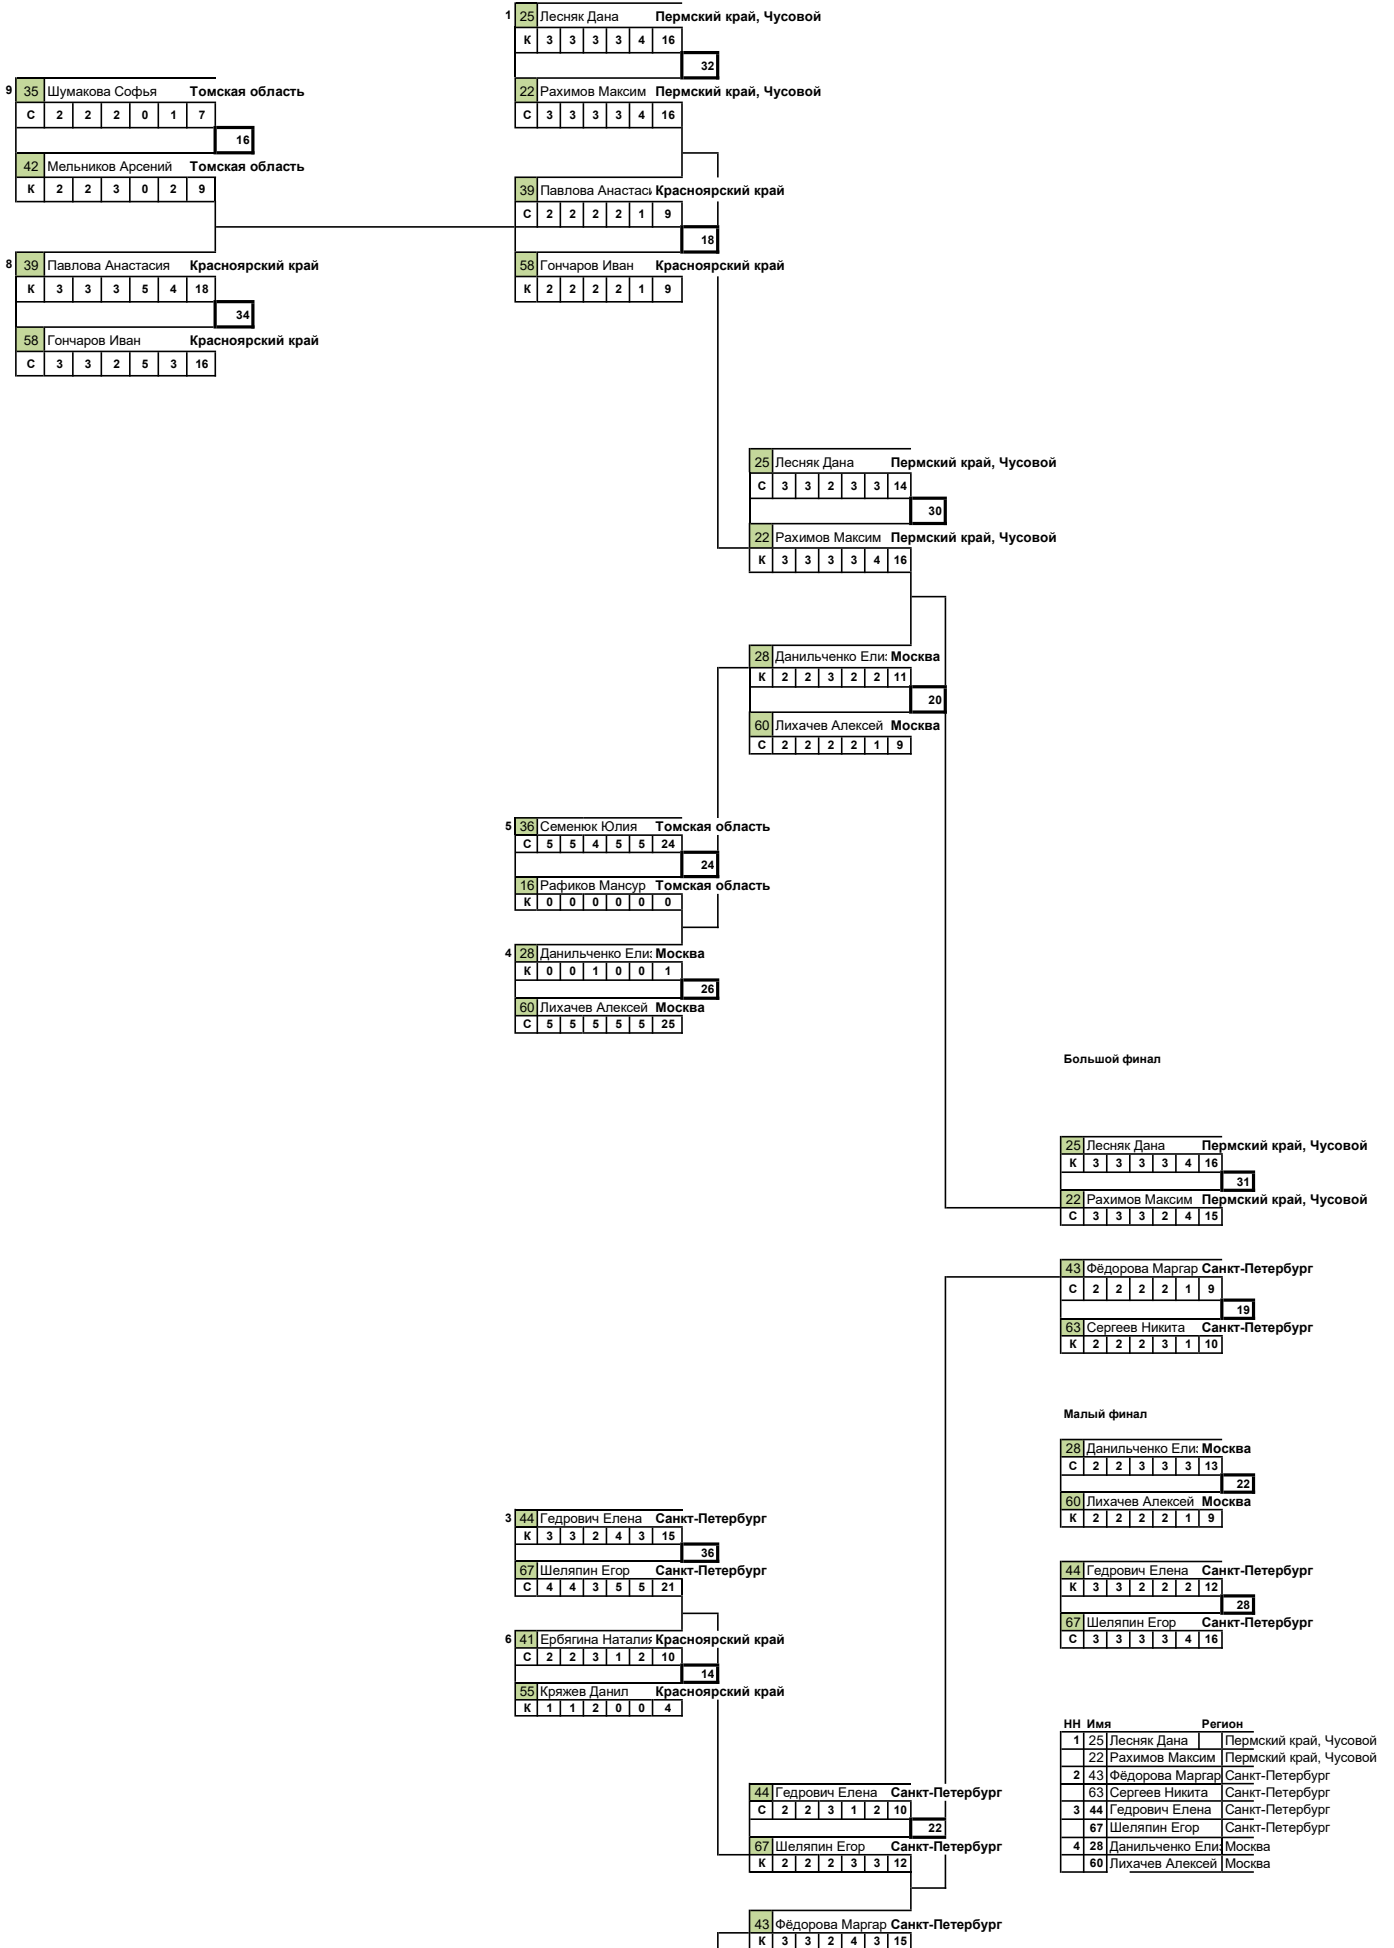 1 25 Лесняк Дана Пермский край, Чусовой
К 3 3 3 3 4 16
32
22 Рахимов Максим Пермский край, Чусовой
С 3 3 3 3 4 16
9 35 Шумакова Софья Томская область
С 2 2 2 0 1 7
16
42 Мельников Арсений Томская область
К 2 2 3 0 2 9
39 Павлова Анастаси Красноярский край
С 2 2 2 2 1 9
18
58 Гончаров Иван Красноярский край
К 2 2 2 2 1 9
8 39 Павлова Анастасия Красноярский край
К 3 3 3 5 4 18
34
58 Гончаров Иван Красноярский край
С 3 3 2 5 3 16
25 Лесняк Дана Пермский край, Чусовой
С 3 3 2 3 3 14
30
22 Рахимов Максим Пермский край, Чусовой
К 3 3 3 3 4 16
28 Данильченко Ели Москва
К 2 2 3 2 2 11
20
60 Лихачев Алексей Москва
С 2 2 2 2 1 9
5 36 Семенюк Юлия Томская область
С 5 5 4 5 5 24
24
16 Рафиков Мансур Томская область
К 0 0 0 0 0 0
4 28 Данильченко Ели Москва
К 0 0 1 0 0 1
26
60 Лихачев Алексей Москва
С 5 5 5 5 5 25
Большой финал
25 Лесняк Дана Пермский край, Чусовой
К 3 3 3 3 4 16
31
22 Рахимов Максим Пермский край, Чусовой
С 3 3 3 2 4 15
43 Фёдорова Маргар Санкт-Петербург
С 2 2 2 2 1 9
19
63 Сергеев Никита Санкт-Петербург
К 2 2 2 3 1 10
Малый финал
28 Данильченко Ели Москва
С 2 2 3 3 3 13
22
60 Лихачев Алексей Москва
К 2 2 2 2 1 9
3 44 Гедрович Елена Санкт-Петербург
К 3 3 2 4 3 15
36
67 Шеляпин Егор Санкт-Петербург
С 4 4 3 5 5 21
44 Гедрович Елена Санкт-Петербург
К 3 3 2 2 2 12
28
67 Шеляпин Егор Санкт-Петербург
С 3 3 3 3 4 16
6 41 Ербягина Наталия Красноярский край
С 2 2 3 1 2 10
14
55 Кряжев Данил Красноярский край
К 1 1 2 0 0 4
НН Имя Регион
1 25 Лесняк Дана Пермский край, Чусовой
22 Рахимов Максим Пермский край, Чусовой
2 43 Фёдорова Маргар Санкт-Петербург
63 Сергеев Никита Санкт-Петербург
3 44 Гедрович Елена Санкт-Петербург
67 Шеляпин Егор Санкт-Петербург
4 28 Данильченко Ели Москва
60 Лихачев Алексей Москва
44 Гедрович Елена Санкт-Петербург
С 2 2 3 1 2 10
22
67 Шеляпин Егор Санкт-Петербург
К 2 2 2 3 3 12
43 Фёдорова Маргар Санкт-Петербург
К 3 3 2 4 3 15